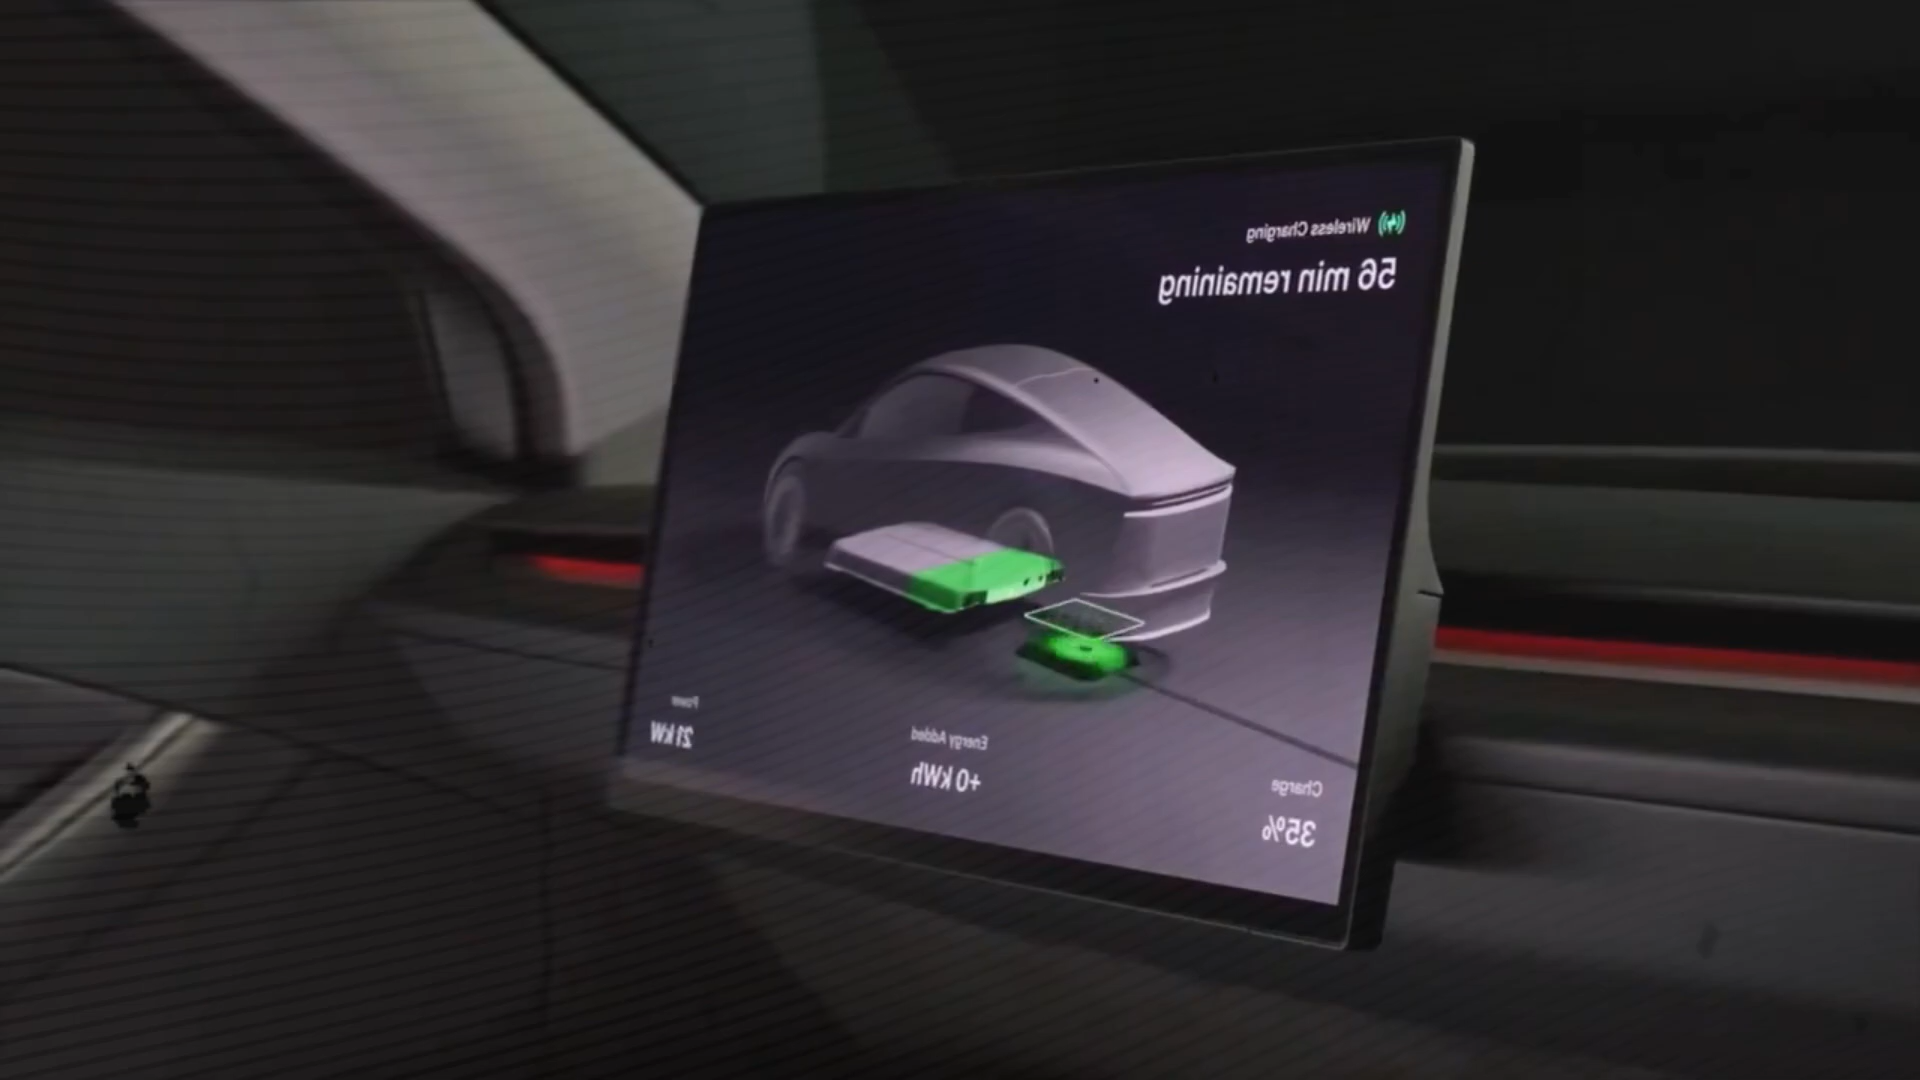 Wireless Charging
56 min remaining
Charge
35%
Energy Added
+0 kWh
Power
21 kW